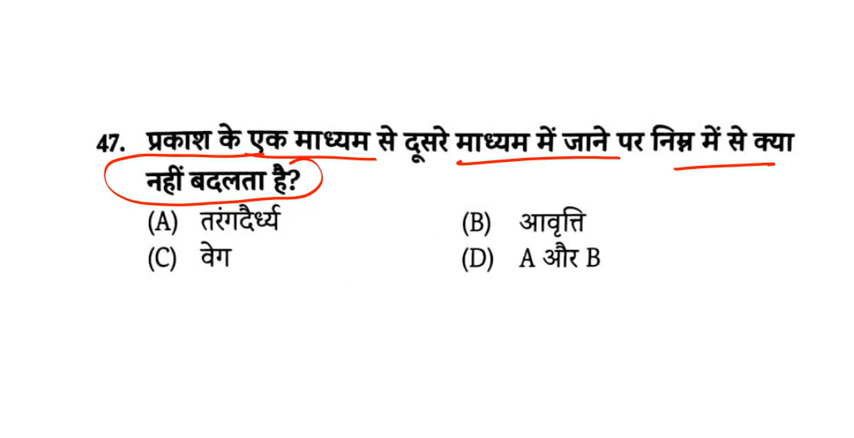 47. प्रकाश के एक माध्यम से दूसरे माध्यम में जाने पर निम्न में से क्या
नहीं बदलता है?
(A) तरंगदैर्ध्य (B) आवृत्ति
(C) वेग (D) A और B